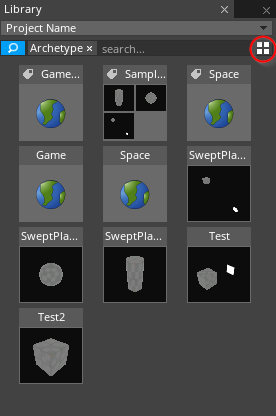 Library
Project Name
Archetype search...
Game... Sampl... Space
Game Space SweptPla...
SweptPla... SweptPla... Test
Test2